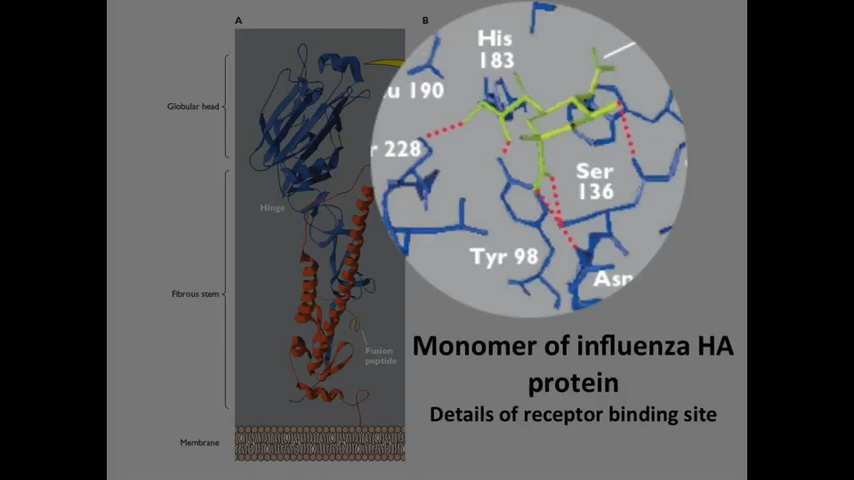 A
B
His
183
u 190
r 228
Ser
136
Tyr 98
Asn
Globular head
Hinge
Fibrous stem
Fusion
peptide
Membrane
Monomer of influenza HA
protein
Details of receptor binding site